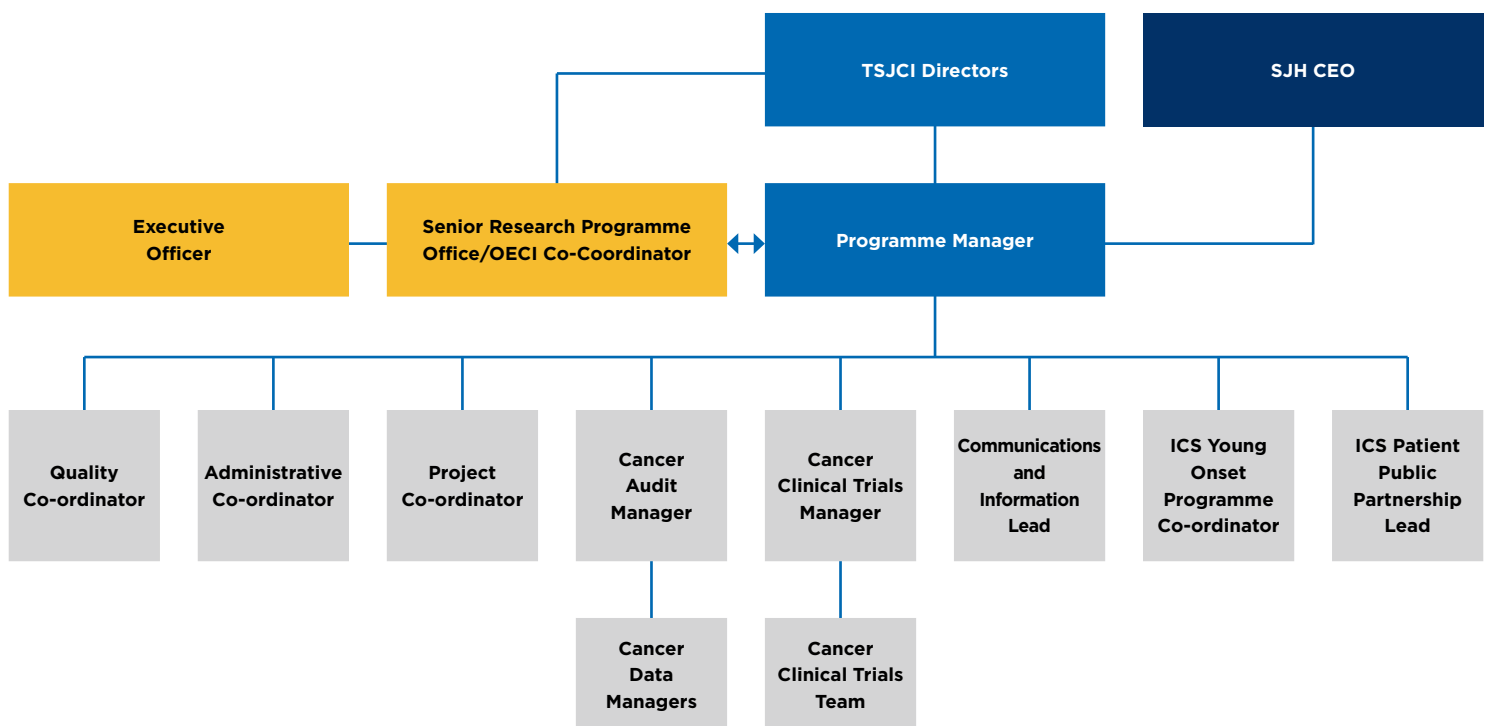 TSJCI Directors
SJH CEO
Executive
Officer
Senior Research Programme
Office/OECI Co-Coordinator
Programme Manager
Quality
Co-ordinator
Administrative
Co-ordinator
Project
Co-ordinator
Cancer
Audit
Manager
Cancer
Clinical Trials
Manager
Communications
and
Information
Lead
ICS Young
Onset
Programme
Co-ordinator
ICS Patient
Public
Partnership
Lead
Cancer
Data
Managers
Cancer
Clinical Trials
Team